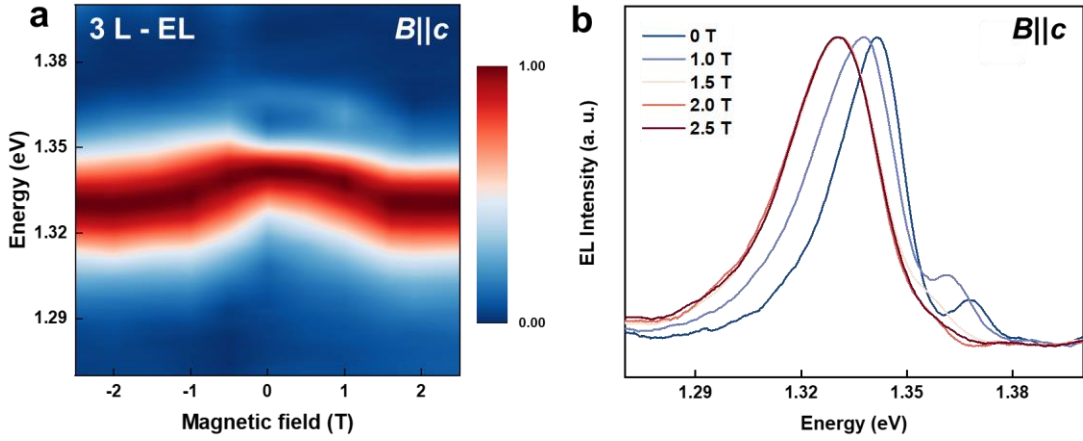 a
3 L - EL
B||c
1.38
1.35
1.32
1.29
Energy (eV)
-2
-1
0
1
2
Magnetic field (T)
1.00
0.00
b
B||c
0 T
1.0 T
1.5 T
2.0 T
2.5 T
EL Intensity (a. u.)
1.29
1.32
1.35
1.38
Energy (eV)